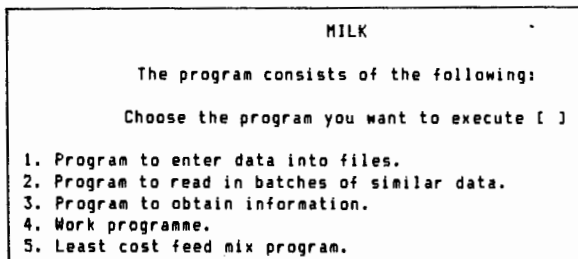 MILK
The program consists of the following:
Choose the program you want to execute [ ]
1. Program to enter data into files.
2. Program to read in batches of similar data.
3. Program to obtain information.
4. Work programme.
5. Least cost feed mix program.